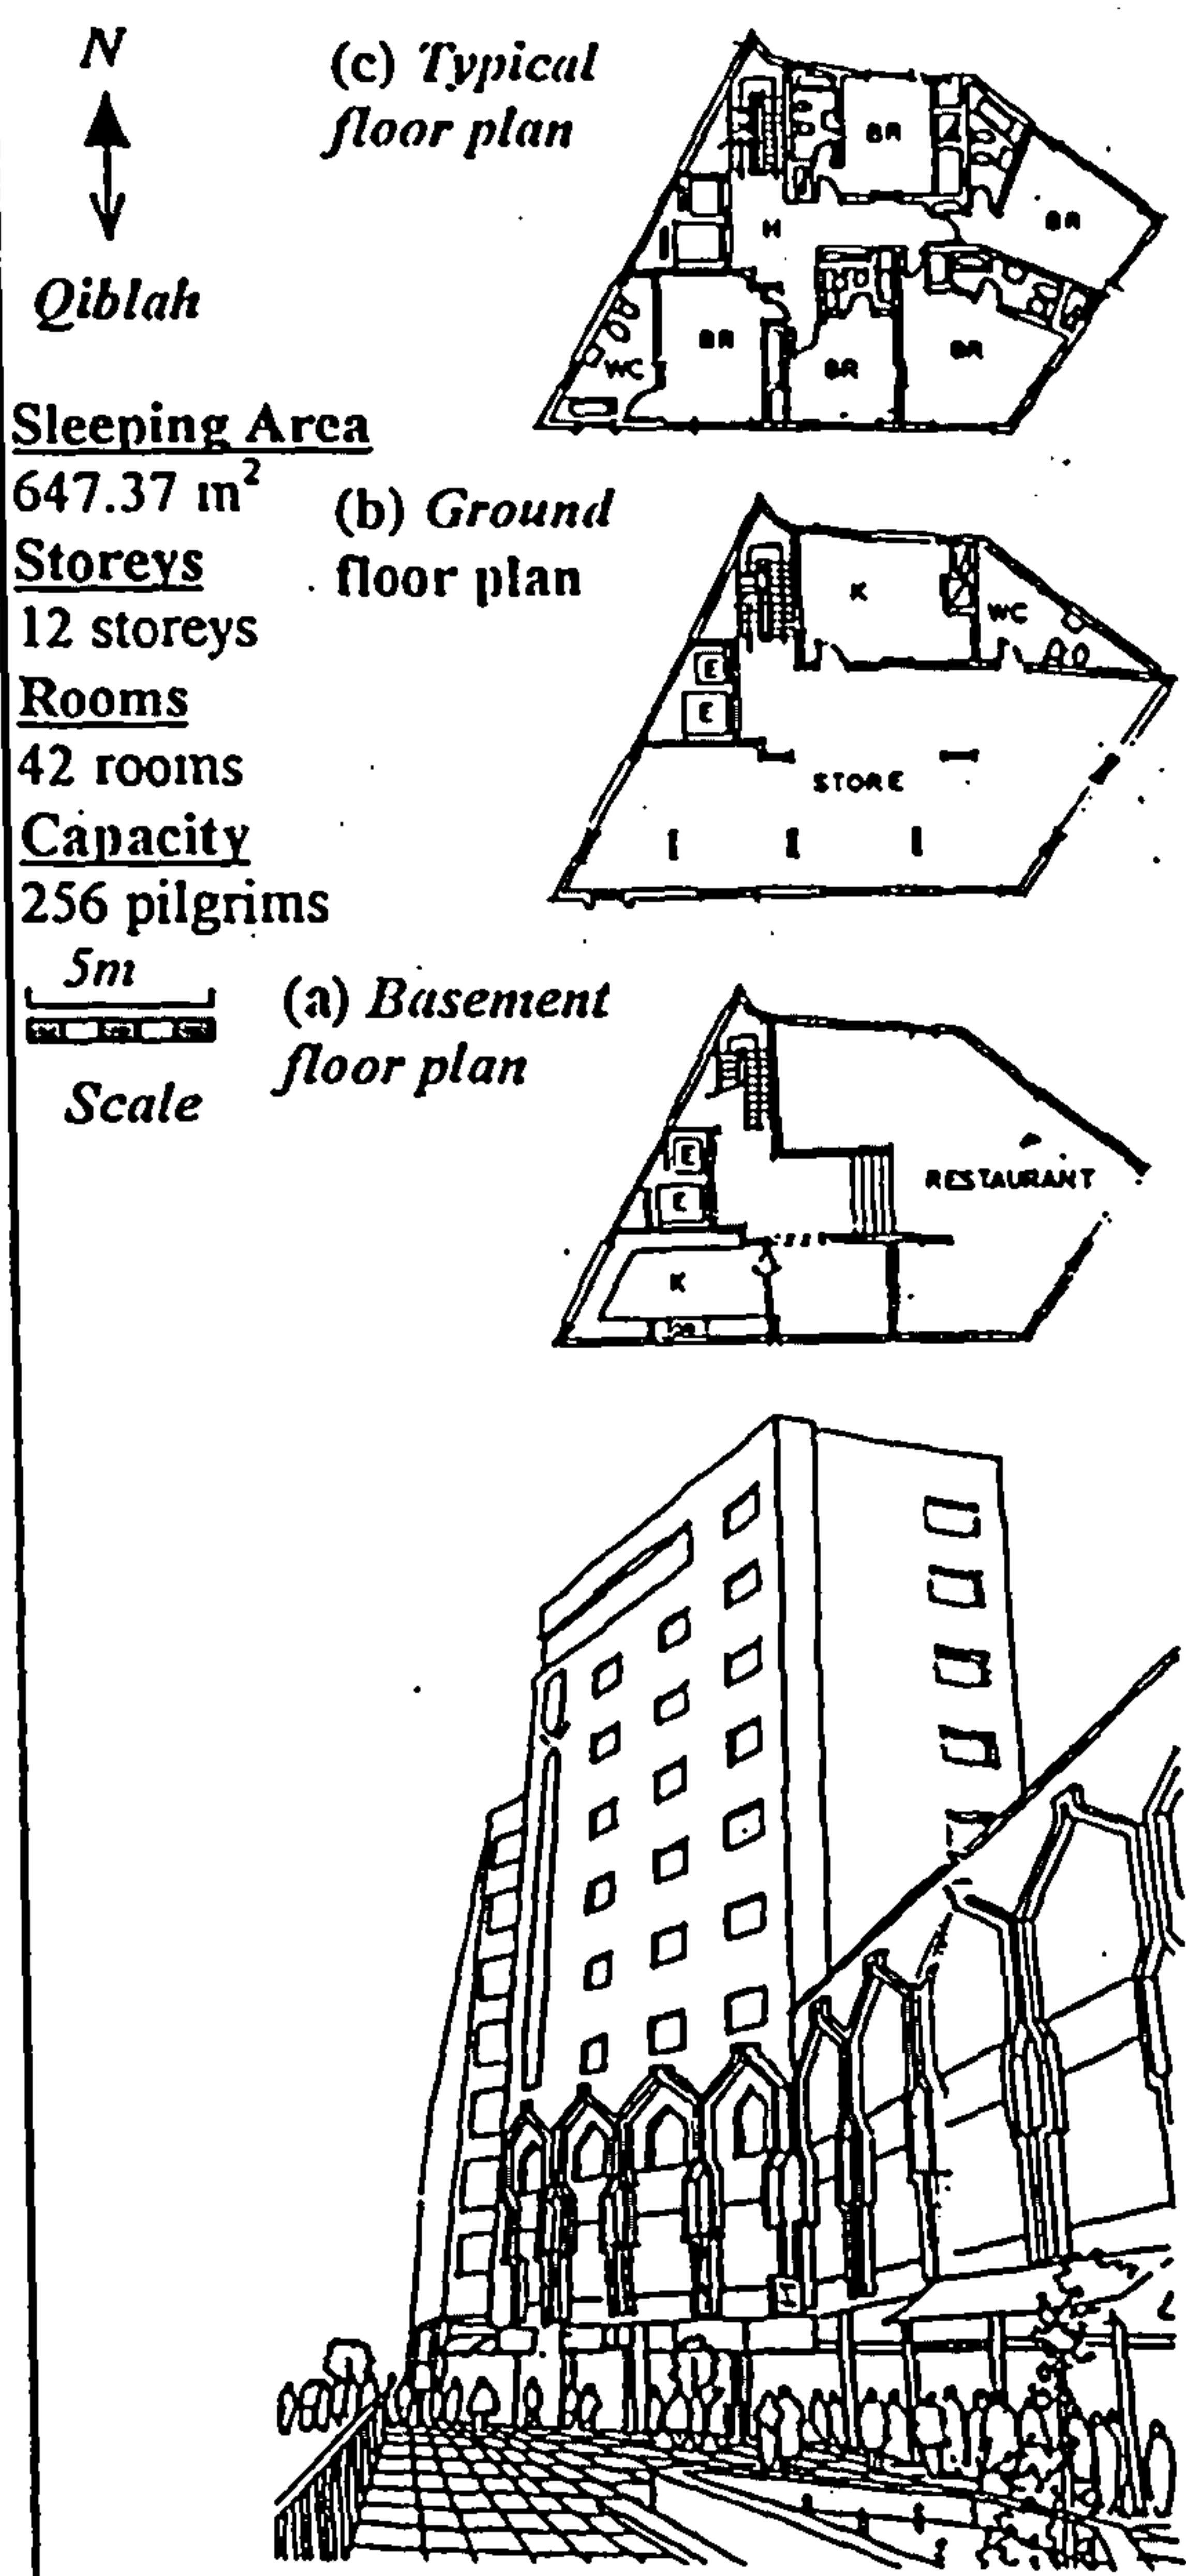 N
Qiblah
Sleeping Area
647.37 m²
Storeys
12 storeys
Rooms
42 rooms
Capacity
256 pilgrims
5m
Scale
(c) Typical
floor plan
BR
BR
H
BR
BR
BR
WC
(b) Ground
floor plan
K
WC
E
E
STORE
(a) Basement
floor plan
E
E
RESTAURANT
K